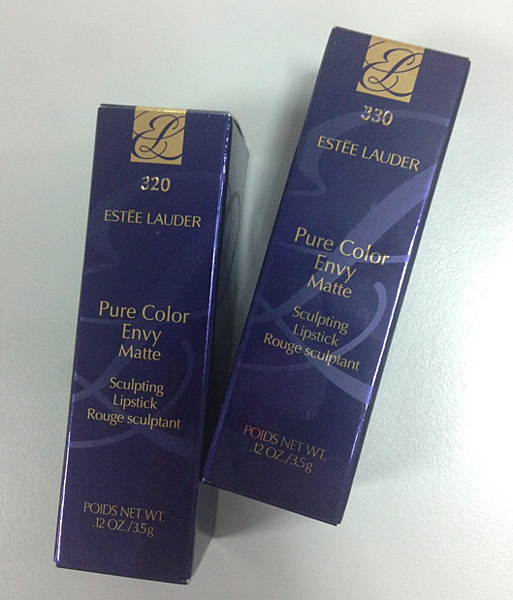 320
ESTĒE LAUDER
Pure Color
Envy
Matte
Sculpting
Lipstick
Rouge sculptant
POIDS NET WT.
.12 OZ./3.5g
330
ESTĒE LAUDER
Pure Color
Envy
Matte
Sculpting
Lipstick
Rouge sculptant
POIDS NET WT.
.12 OZ./3.5g